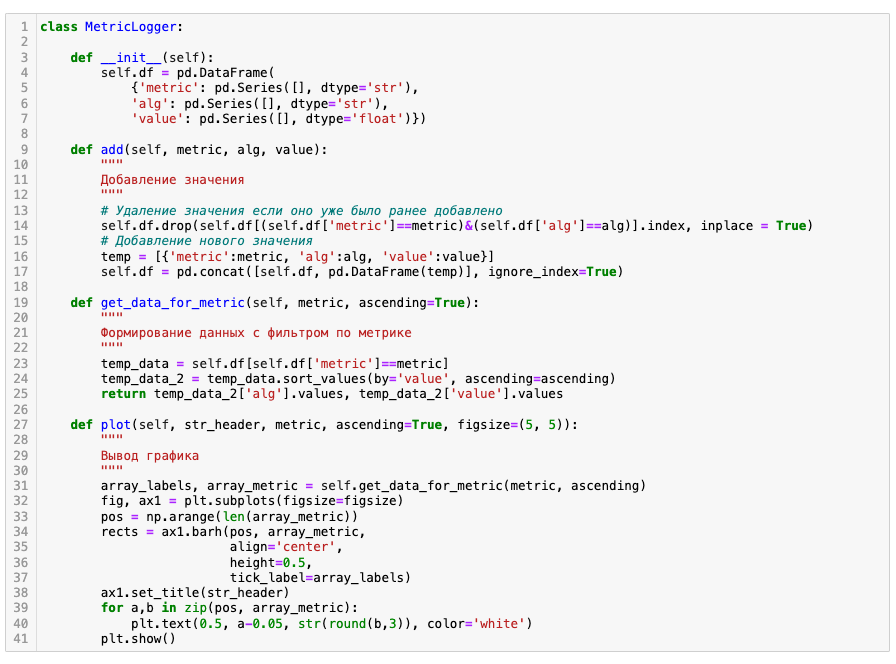 1 class MetricLogger:
2
3     def __init__(self):
4         self.df = pd.DataFrame(
5             {'metric': pd.Series([], dtype='str'),
6             'alg': pd.Series([], dtype='str'),
7             'value': pd.Series([], dtype='float')})
8
9     def add(self, metric, alg, value):
10         """
11         Добавление значения
12         """
13         # Удаление значения если оно уже было ранее добавлено
14         self.df.drop(self.df[(self.df['metric']==metric)&(self.df['alg']==alg)].index, inplace = True)
15         # Добавление нового значения
16         temp = [{'metric':metric, 'alg':alg, 'value':value}]
17         self.df = pd.concat([self.df, pd.DataFrame(temp)], ignore_index=True)
18
19     def get_data_for_metric(self, metric, ascending=True):
20         """
21         Формирование данных с фильтром по метрике
22         """
23         temp_data = self.df[self.df['metric']==metric]
24         temp_data_2 = temp_data.sort_values(by='value', ascending=ascending)
25         return temp_data_2['alg'].values, temp_data_2['value'].values
26
27     def plot(self, str_header, metric, ascending=True, figsize=(5, 5)):
28         """
29         Вывод графика
30         """
31         array_labels, array_metric = self.get_data_for_metric(metric, ascending)
32         fig, ax1 = plt.subplots(figsize=figsize)
33         pos = np.arange(len(array_metric))
34         rects = ax1.barh(pos, array_metric,
35                          align='center',
36                          height=0.5,
37                          tick_label=array_labels)
38         ax1.set_title(str_header)
39         for a,b in zip(pos, array_metric):
40             plt.text(0.5, a-0.05, str(round(b,3)), color='white')
41         plt.show()